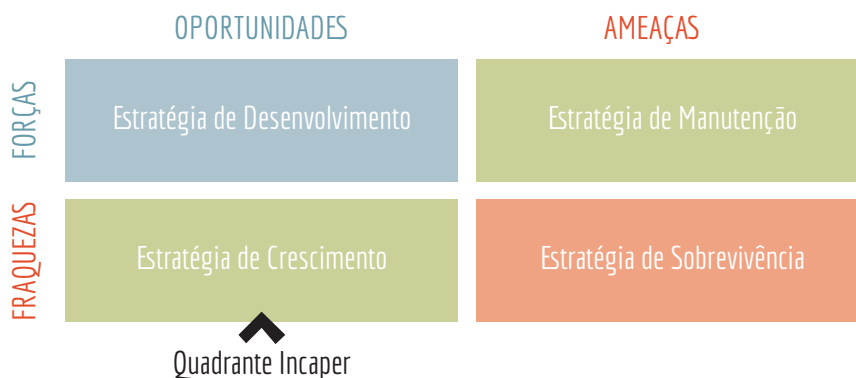 OPORTUNIDADES
AMEAÇAS
FORÇAS
Estratégia de Desenvolvimento
Estratégia de Manutenção
FRAQUEZAS
Estratégia de Crescimento
Estratégia de Sobrevivência
Quadrante Incaper